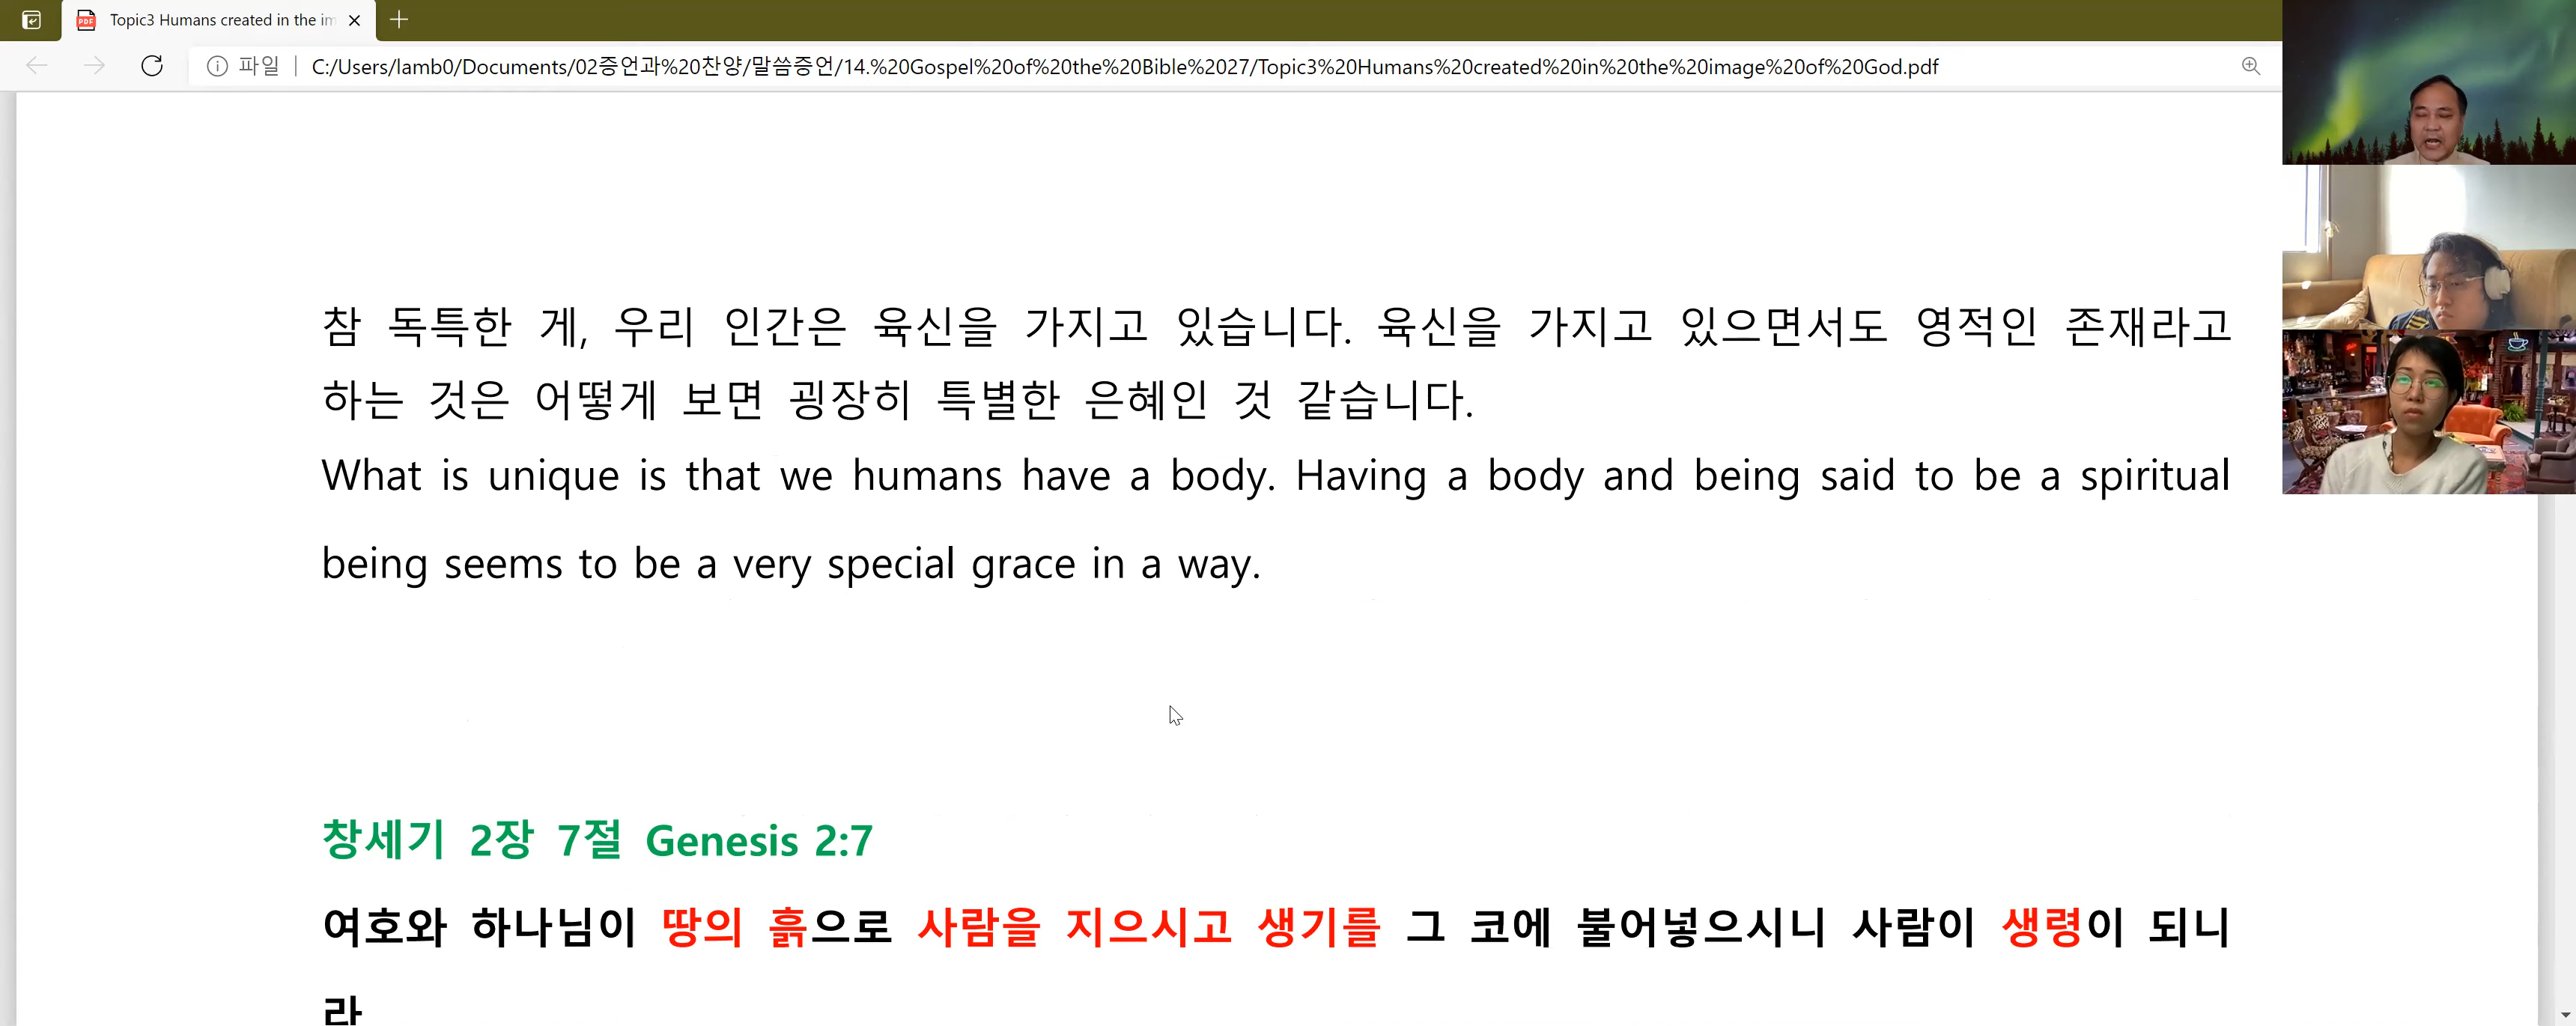 Topic3 Humans created in the im
파일
C:/Users/lamb0/Documents/02증언과%20찬양/말씀증언/14.%20Gospel%20of%20the%20Bible%2027/Topic3%20Humans%20created%20in%20the%20image%20of%20God.pdf
참 독특한 게, 우리 인간은 육신을 가지고 있습니다. 육신을 가지고 있으면서도 영적인 존재라고
하는 것은 어떻게 보면 굉장히 특별한 은혜인 것 같습니다.
What is unique is that we humans have a body. Having a body and being said to be a spiritual
being seems to be a very special grace in a way.
창세기 2장 7절 Genesis 2:7
여호와 하나님이 땅의 흙으로 사람을 지으시고 생기를 그 코에 불어넣으시니 사람이 생령이 되니
라